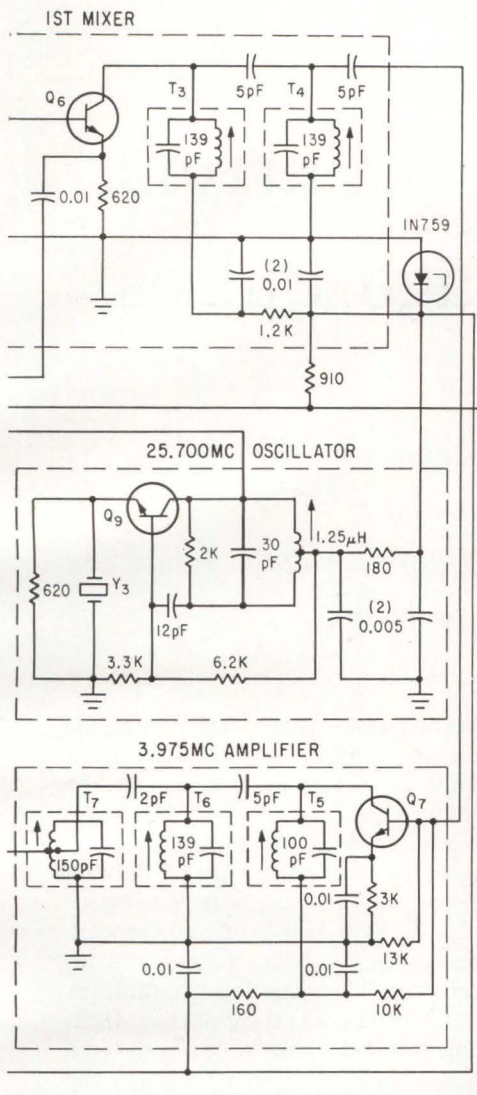 1ST MIXER
5pF
5pF
Q6
T3
T4
139
pF
139
pF
0.01
620
1N759
(2)
0.01
1.2K
910
25.700MC OSCILLATOR
Q9
1.25μH
2K
30
pF
180
620
Y3
12pF
(2)
0.005
3.3K
6.2K
3.975MC AMPLIFIER
T7
2pF
T6
5pF
T5
Q7
150pF
139
pF
100
pF
0.01
3K
13K
0.01
0.01
160
10K